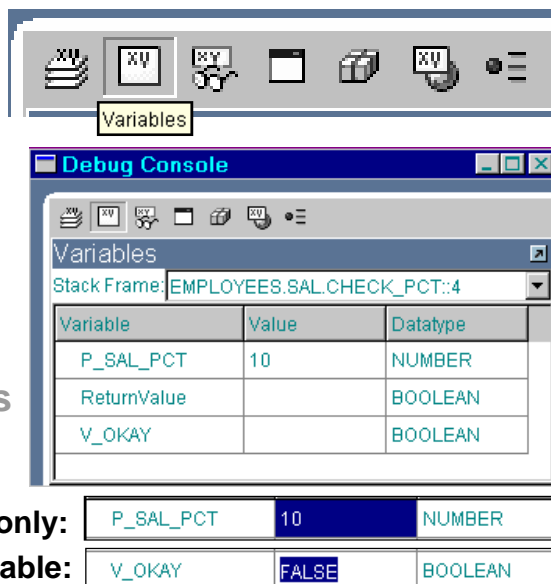 Variables
Debug Console
Variables
Stack Frame: EMPLOYEES.SAL.CHECK_PCT::4
Variable Value Datatype
P_SAL_PCT 10 NUMBER
ReturnValue BOOLEAN
V_OKAY BOOLEAN
s
only: P_SAL_PCT 10 NUMBER
able: V_OKAY FALSE BOOLEAN